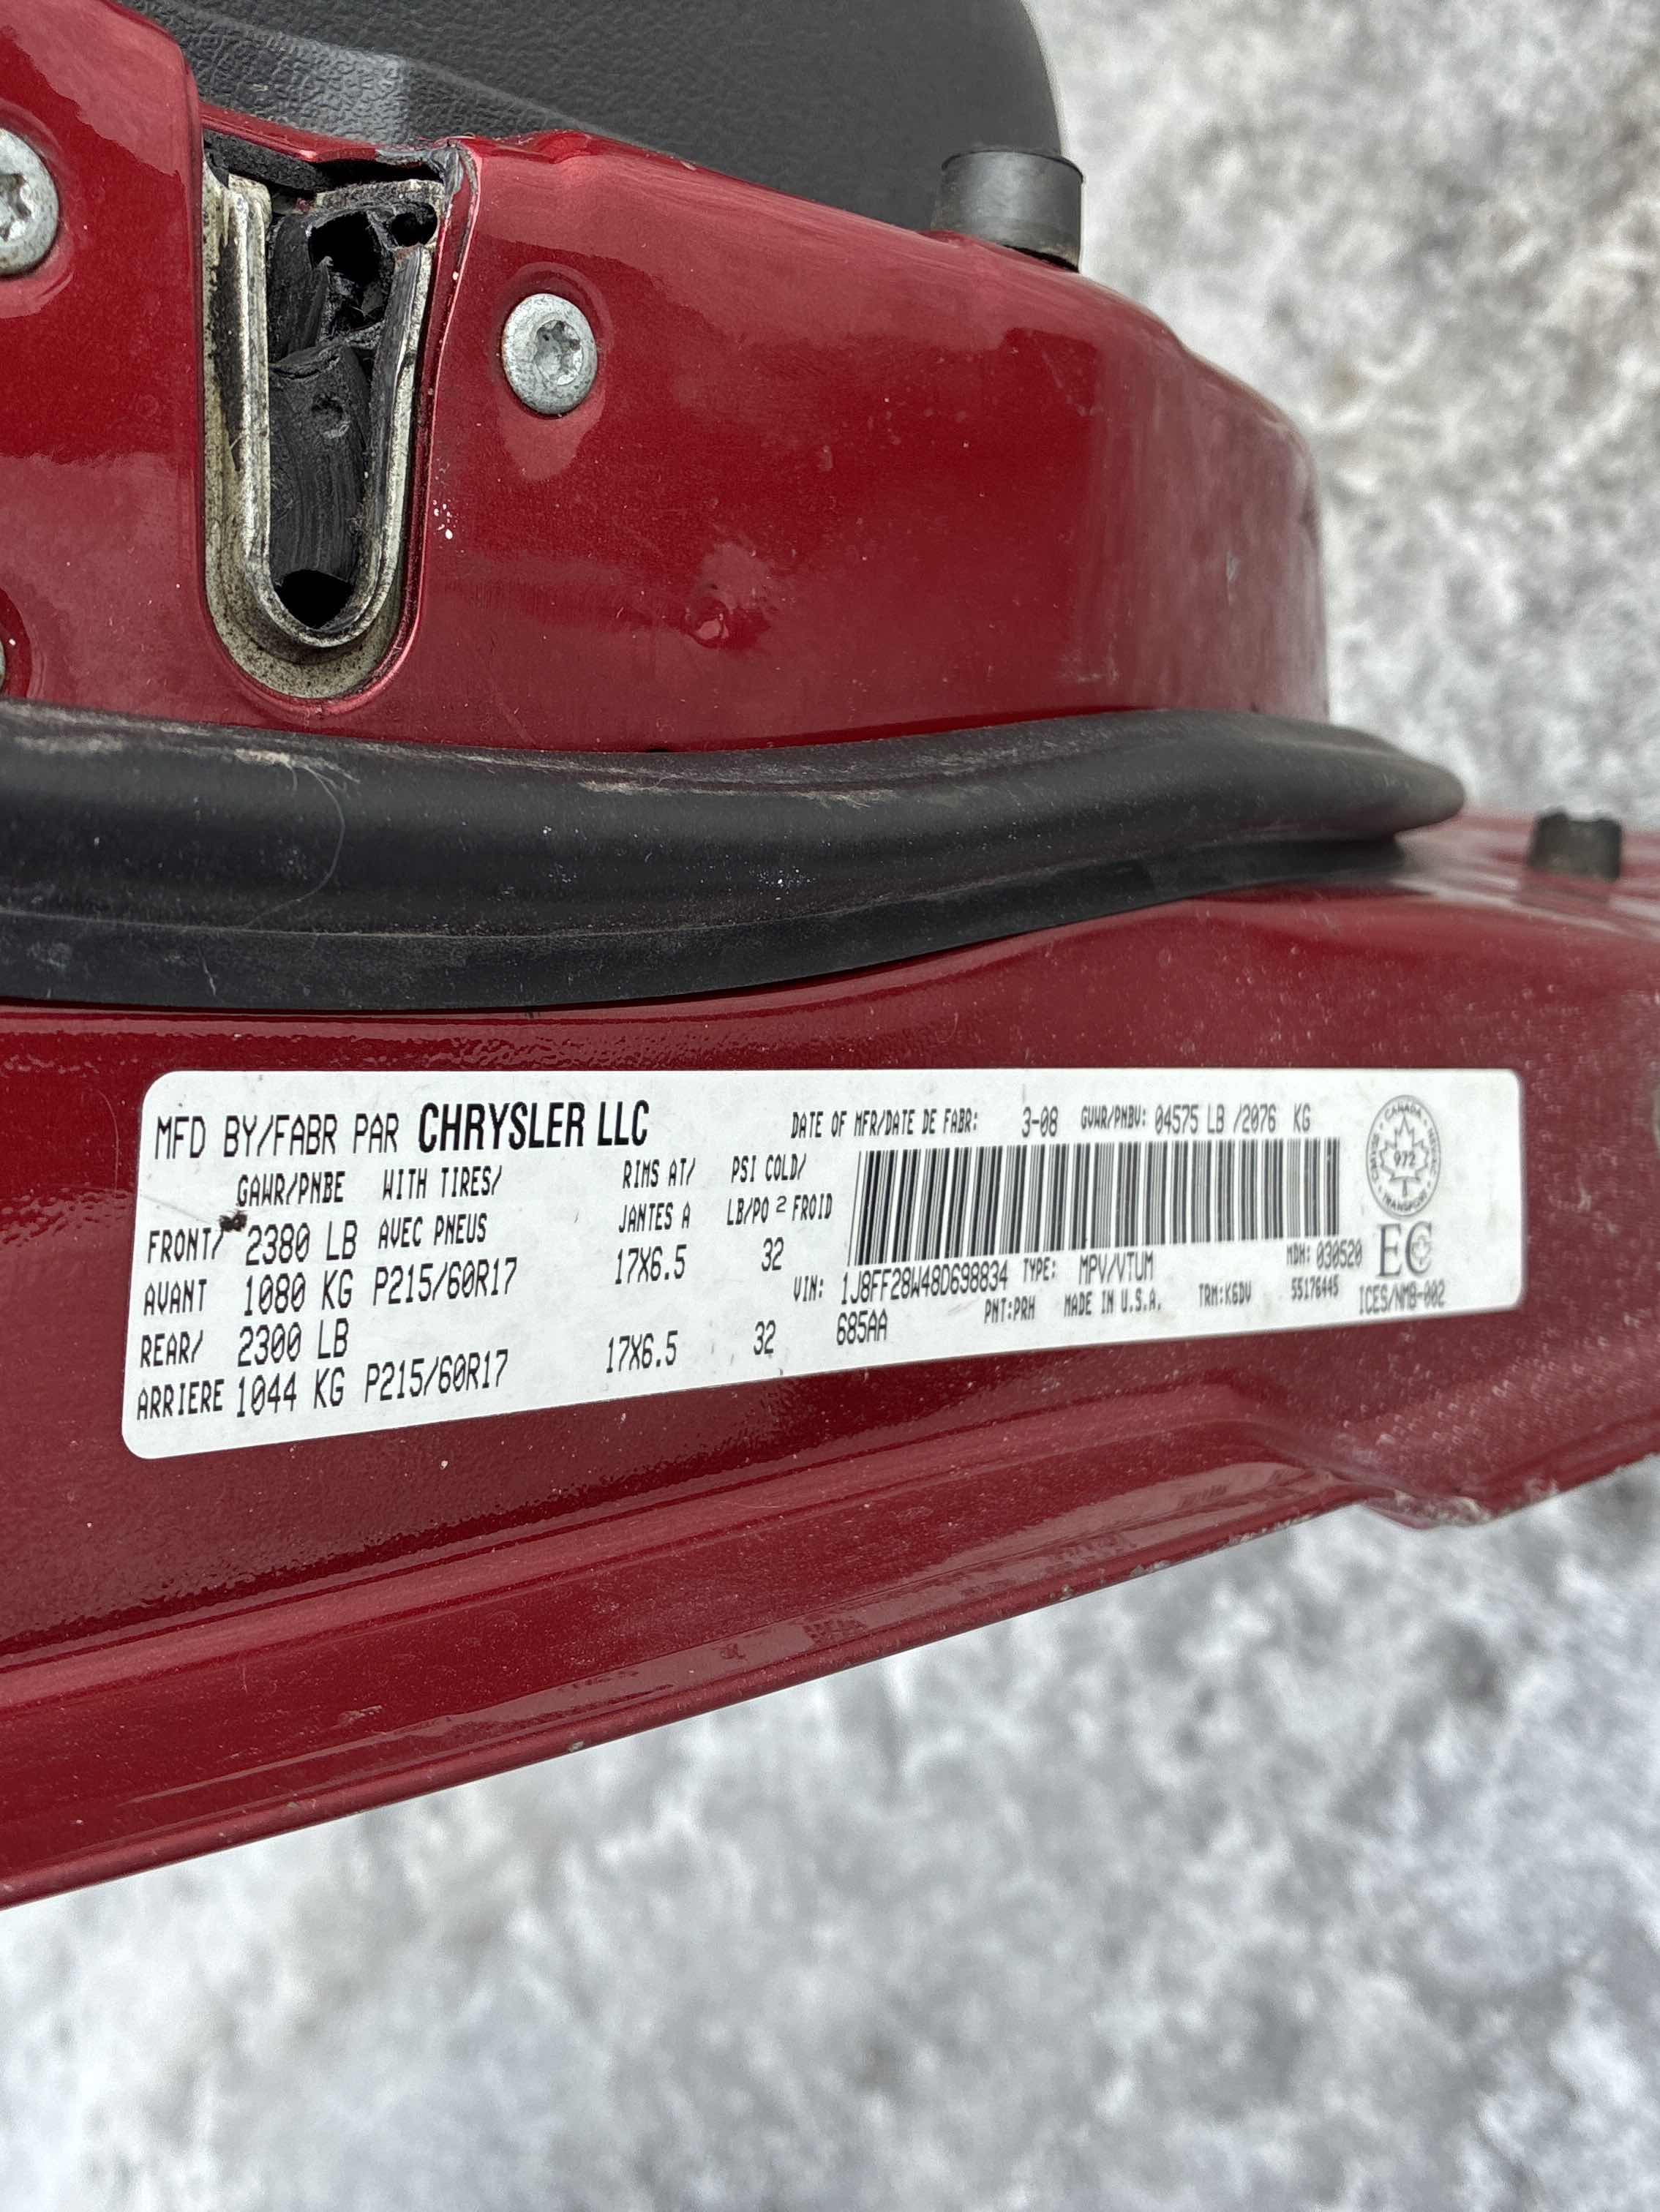 MFD BY/FABR PAR CHRYSLER LLC
DATE OF MFR/DATE DE FABR: 3-08 GVWR/PNBV: 04575 LB /2076 KG
GAWR/PNBE WITH TIRES/ RIMS AT/ PSI COLD/
FRONT/ 2380 LB AVEC PNEUS JANTES A LB/PO 2 FROID
AVANT 1080 KG P215/60R17 17X6.5 32
REAR/ 2300 LB
ARRIERE 1044 KG P215/60R17 17X6.5 32
VIN: 1J8FF28W48D698834 TYPE: MPV/VTUM MDH: 030520
685AA PNT:PRH MADE IN U.S.A. TRM:K6DV 55176445
CANADA
TRANSPORT
972
EC
ICES/NMB-002